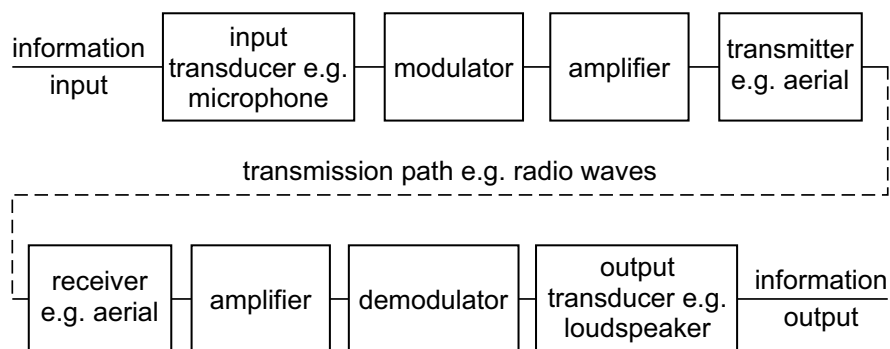 information
input
input
transducer e.g.
microphone
modulator
amplifier
transmitter
e.g. aerial
transmission path e.g. radio waves
receiver
e.g. aerial
amplifier
demodulator
output
transducer e.g.
loudspeaker
information
output